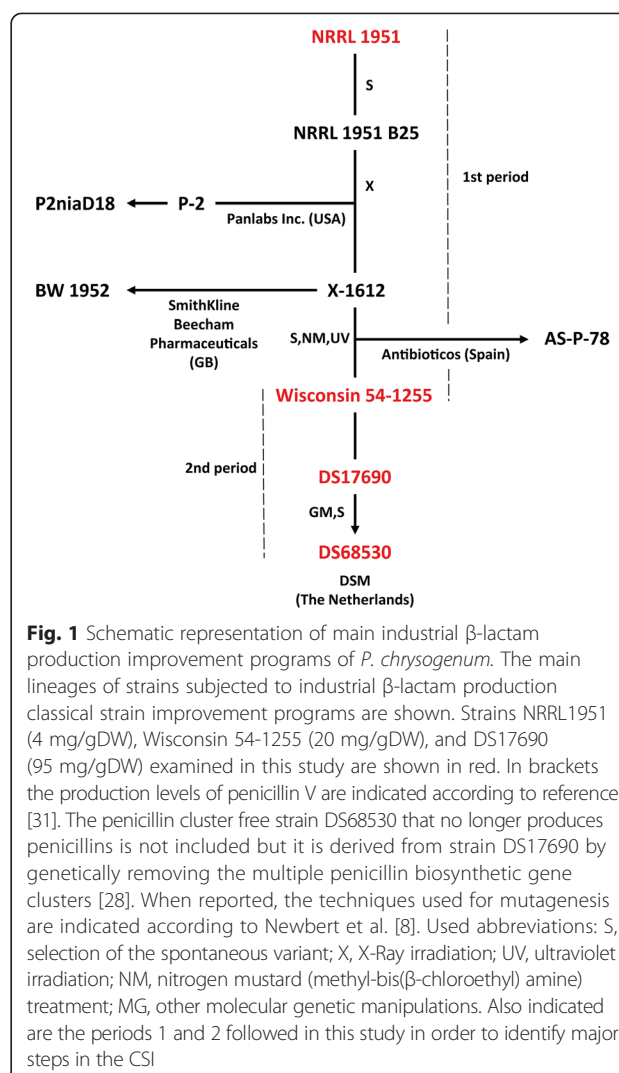 NRRL 1951
S
NRRL 1951 B25
1st period
X
P2niaD18
P-2
Panlabs Inc. (USA)
BW 1952
X-1612
SmithKline
Beecham
Pharmaceuticals
(GB)
S,NM,UV
Antibioticos (Spain)
AS-P-78
Wisconsin 54-1255
2nd period
DS17690
GM,S
DS68530
DSM
(The Netherlands)
Fig. 1 Schematic representation of main industrial β-lactam
production improvement programs of P. chrysogenum. The main
lineages of strains subjected to industrial β-lactam production
classical strain improvement programs are shown. Strains NRRL1951
(4 mg/gDW), Wisconsin 54-1255 (20 mg/gDW), and DS17690
(95 mg/gDW) examined in this study are shown in red. In brackets
the production levels of penicillin V are indicated according to reference
[31]. The penicillin cluster free strain DS68530 that no longer produces
penicillins is not included but it is derived from strain DS17690 by
genetically removing the multiple penicillin biosynthetic gene
clusters [28]. When reported, the techniques used for mutagenesis
are indicated according to Newbert et al. [8]. Used abbreviations: S,
selection of the spontaneous variant; X, X-Ray irradiation; UV, ultraviolet
irradiation; NM, nitrogen mustard (methyl-bis(β-chloroethyl) amine)
treatment; MG, other molecular genetic manipulations. Also indicated
are the periods 1 and 2 followed in this study in order to identify major
steps in the CSI